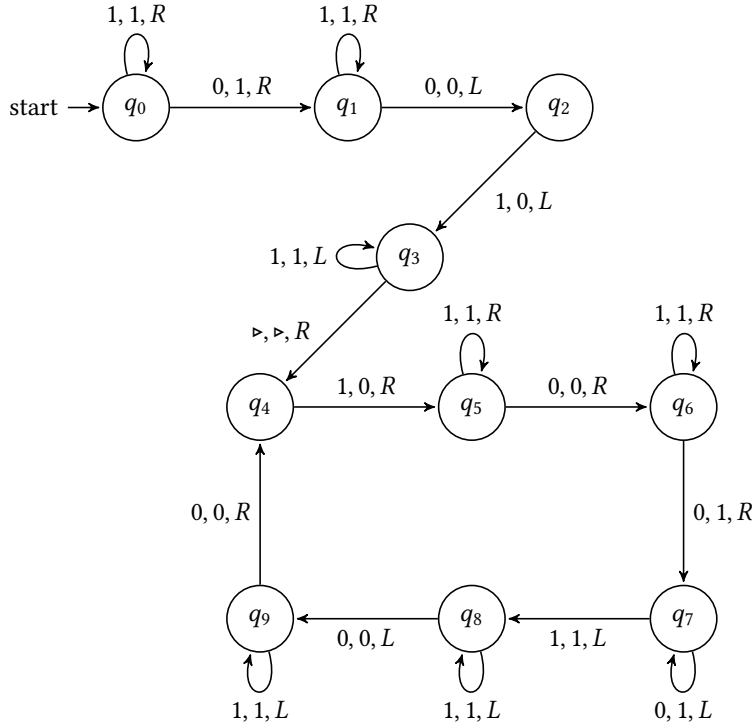 1, 1, R 1, 1, R
0, 1, R 0, 0, L
start q₀ q₁ q₂
1, 0, L
1, 1, L q₃
▹, ▹, R 1, 1, R 1, 1, R
1, 0, R 0, 0, R
q₄ q₅ q₆
0, 0, R 0, 1, R
q₉ q₈ q₇
0, 0, L 1, 1, L
1, 1, L 1, 1, L 0, 1, L